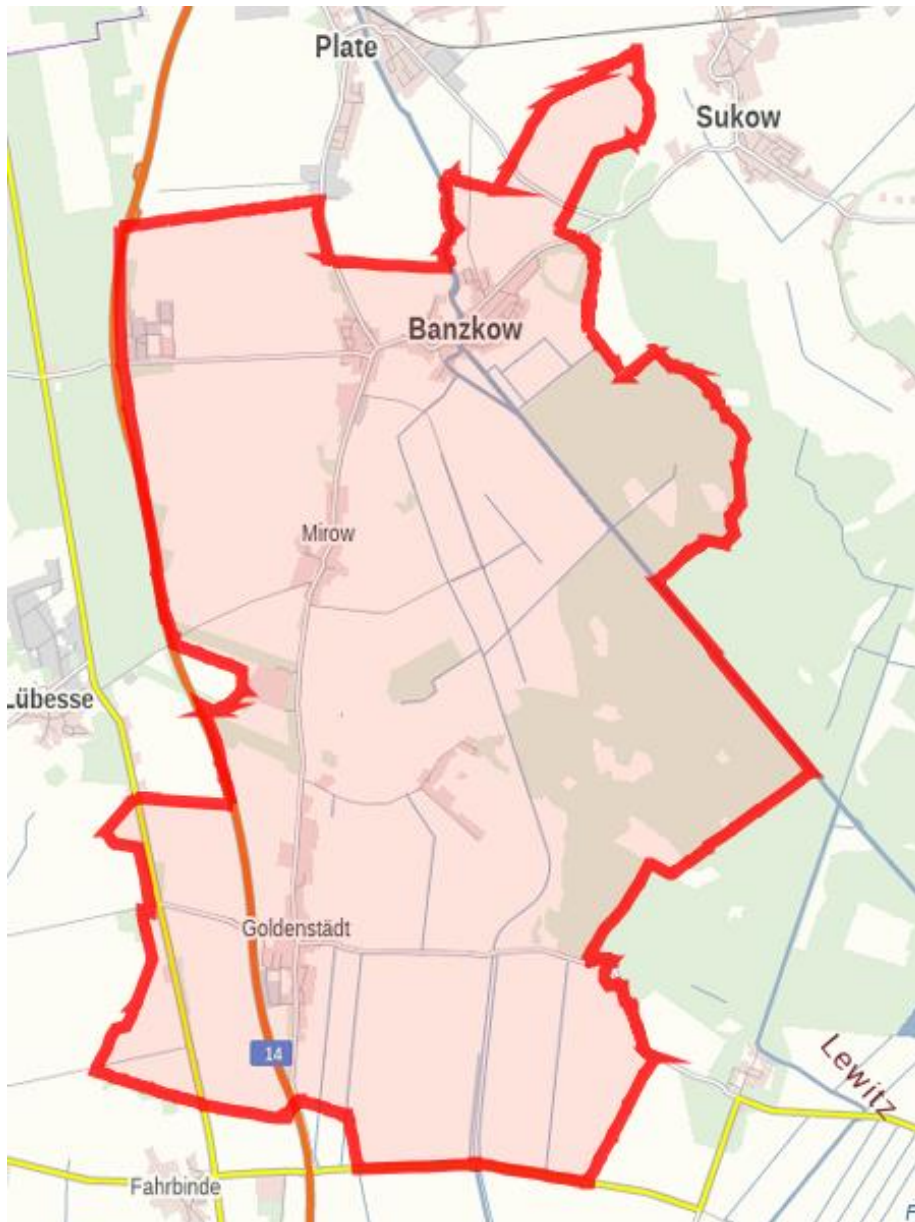 Plate
Sukow
Banzkow
Mirow
Lübesse
Goldenstädt
14
Lewitz
Fahrbinde